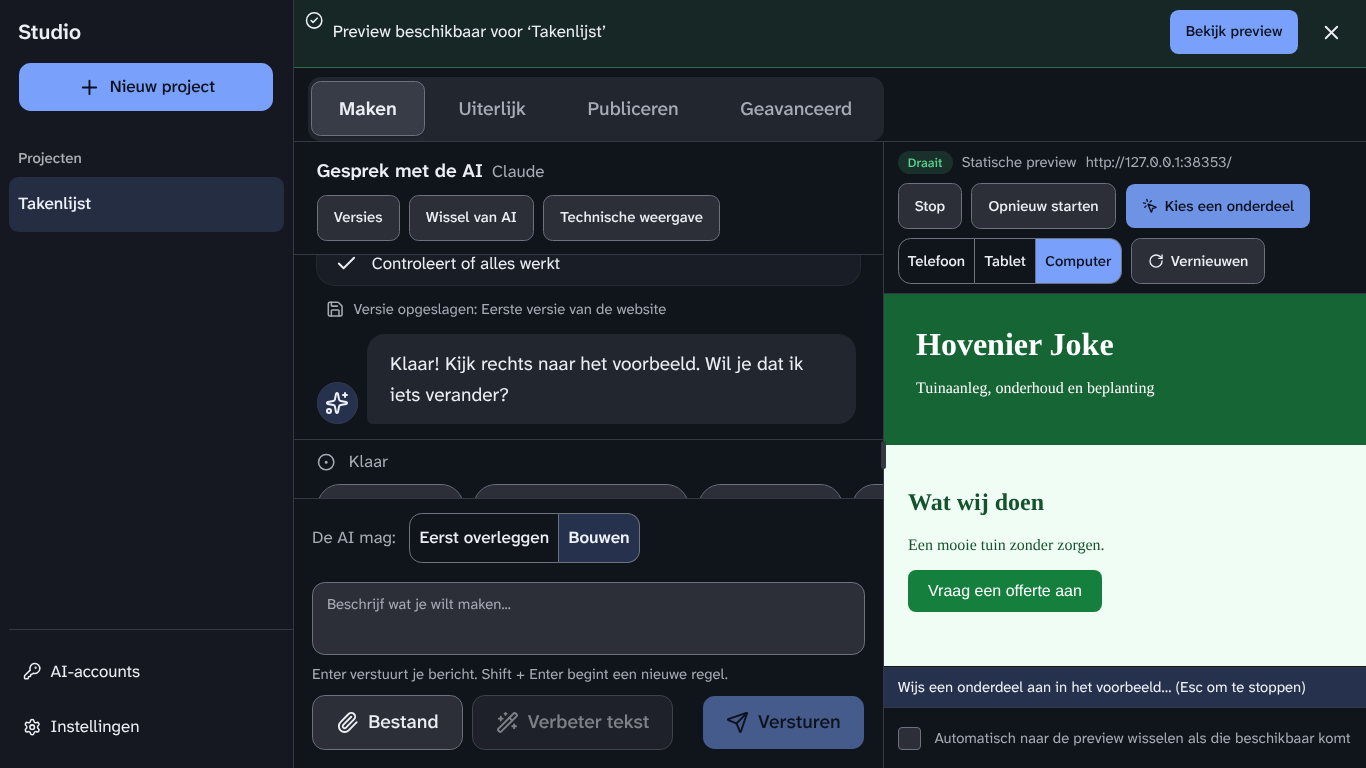 Studio
Nieuw project
Projecten
Takenlijst
AI-accounts
Instellingen
Preview beschikbaar voor ‘Takenlijst’
Bekijk preview
Maken
Uiterlijk
Publiceren
Geavanceerd
Gesprek met de AI Claude
Versies
Wissel van AI
Technische weergave
Controleert of alles werkt
Versie opgeslagen: Eerste versie van de website
Klaar! Kijk rechts naar het voorbeeld. Wil je dat ik
iets verander?
Klaar
De AI mag:
Eerst overleggen
Bouwen
Beschrijf wat je wilt maken...
Enter verstuurt je bericht. Shift + Enter begint een nieuwe regel.
Bestand
Verbeter tekst
Versturen
Draait
Statische preview http://127.0.0.1:38353/
Stop
Opnieuw starten
Kies een onderdeel
Telefoon
Tablet
Computer
Vernieuwen
Hovenier Joke
Tuinaanleg, onderhoud en beplanting
Wat wij doen
Een mooie tuin zonder zorgen.
Vraag een offerte aan
Wijs een onderdeel aan in het voorbeeld... (Esc om te stoppen)
Automatisch naar de preview wisselen als die beschikbaar komt